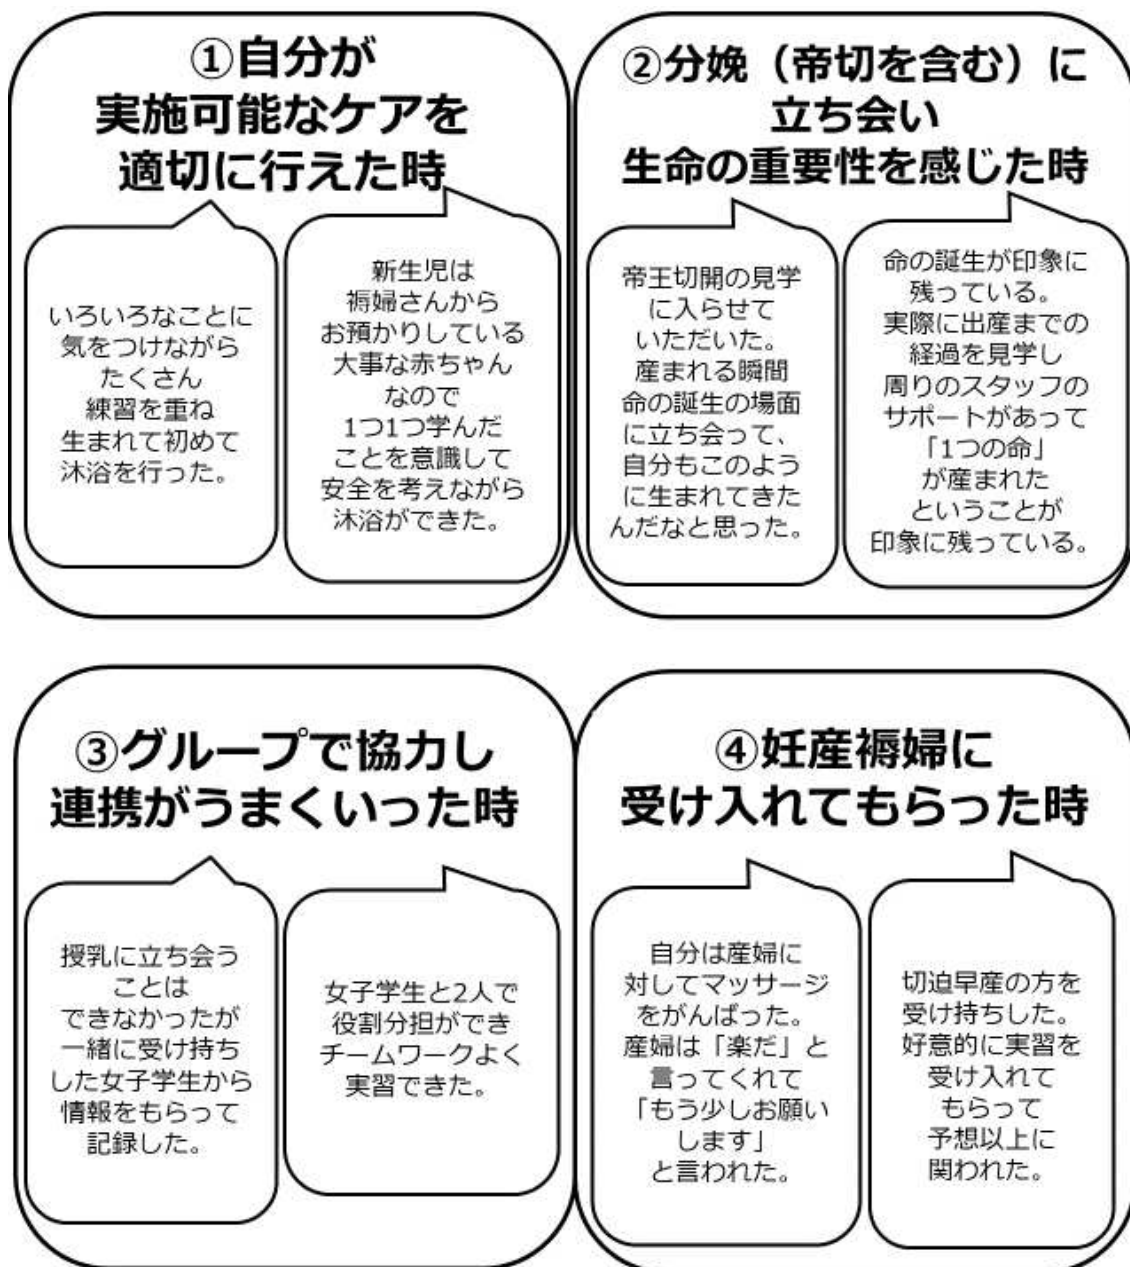 ①自分が
実施可能なケアを
適切に行えた時
いろいろなことに
気をつけながら
たくさん
練習を重ね
生まれて初めて
沐浴を行った。
新生児は
褥婦さんから
お預かりしている
大事な赤ちゃん
なので
1つ1つ学んだ
ことを意識して
安全を考えながら
沐浴ができた。
②分娩（帝切を含む）に
立ち会い
生命の重要性を感じた時
帝王切開の見学
に入らせて
いただいた。
産まれる瞬間
命の誕生の場面
に立ち会って、
自分もこのよう
に生まれてきた
んだなと思った。
命の誕生が印象に
残っている。
実際に出産までの
経過を見学し
周りのスタッフの
サポートがあって
「1つの命」
が産まれた
ということが
印象に残っている。
③グループで協力し
連携がうまくいった時
授乳に立ち会う
ことは
できなかったが
一緒に受け持ち
した女子学生から
情報をもらって
記録した。
女子学生と2人で
役割分担ができ
チームワークよく
実習できた。
④妊産褥婦に
受け入れてもらった時
自分は産婦に
対してマッサージ
をがんばった。
産婦は「楽だ」と
言ってくれて
「もう少しお願い
します」
と言われた。
切迫早産の方を
受け持ちした。
好意的に実習を
受け入れて
もらって
予想以上に
関われた。